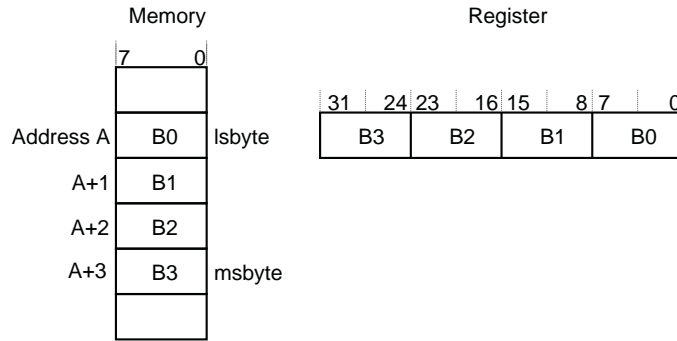 Memory
Register
7 0
31 24 23 16 15 8 7 0
Address A B0 lsbyte
B3 B2 B1 B0
A+1 B1
A+2 B2
A+3 B3 msbyte